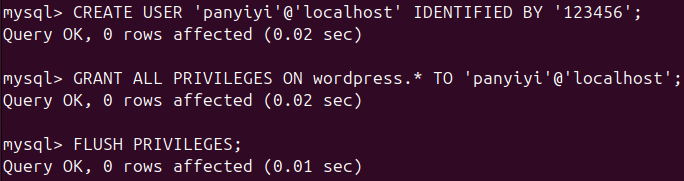 mysql> CREATE USER 'panyiyi'@'localhost' IDENTIFIED BY '123456';
Query OK, 0 rows affected (0.02 sec)
mysql> GRANT ALL PRIVILEGES ON wordpress.* TO 'panyiyi'@'localhost';
Query OK, 0 rows affected (0.02 sec)
mysql> FLUSH PRIVILEGES;
Query OK, 0 rows affected (0.01 sec)